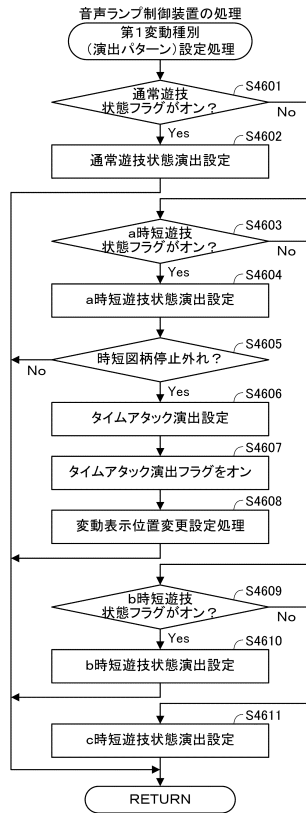 音声ランプ制御装置の処理
第1変動種別
(演出パターン)設定処理
S4601
通常遊技
状態フラグがオン?
No
Yes
S4602
通常遊技状態演出設定
S4603
a時短遊技
状態フラグがオン?
No
Yes
S4604
a時短遊技状態演出設定
S4605
時短図柄停止外れ?
No
Yes
S4606
タイムアタック演出設定
S4607
タイムアタック演出フラグをオン
S4608
変動表示位置変更設定処理
S4609
b時短遊技
状態フラグがオン?
No
Yes
S4610
b時短遊技状態演出設定
S4611
c時短遊技状態演出設定
RETURN